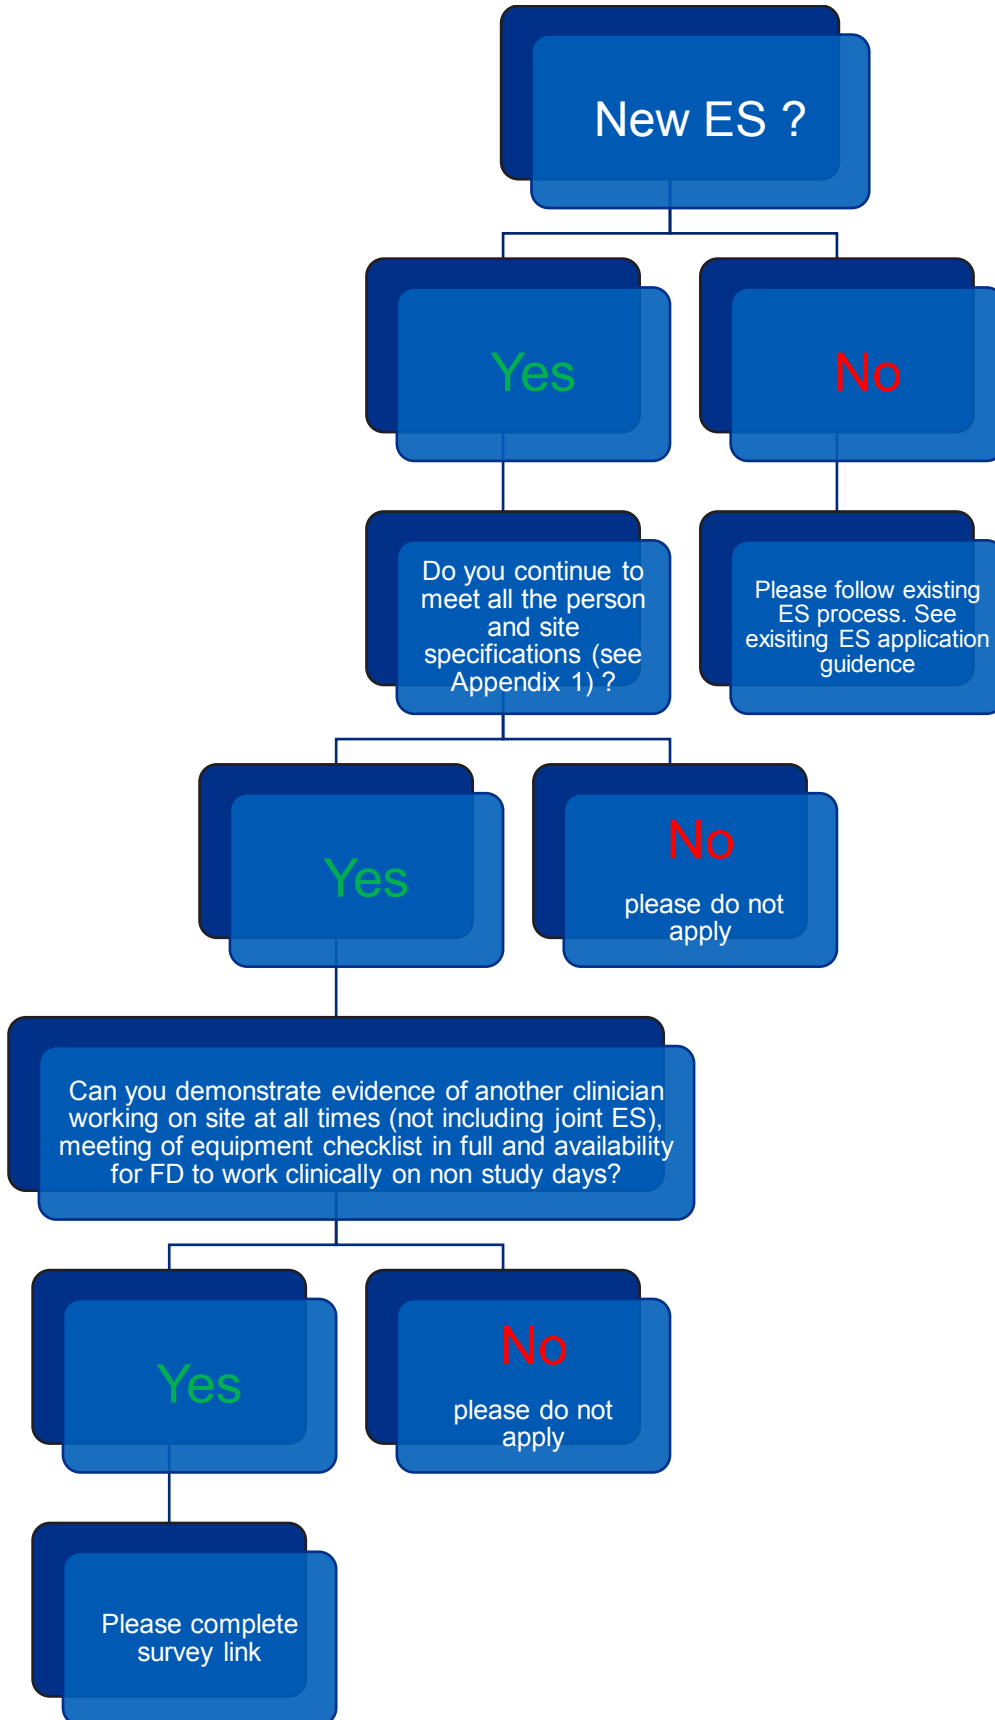 New ES ?
Yes
No
Do you continue to
meet all the person
and site
specifications (see
Appendix 1) ?
Please follow existing
ES process. See
exisiting ES application
guidence
Yes
No
please do not
apply
Can you demonstrate evidence of another clinician
working on site at all times (not including joint ES),
meeting of equipment checklist in full and availability
for FD to work clinically on non study days?
Yes
No
please do not
apply
Please complete
survey link